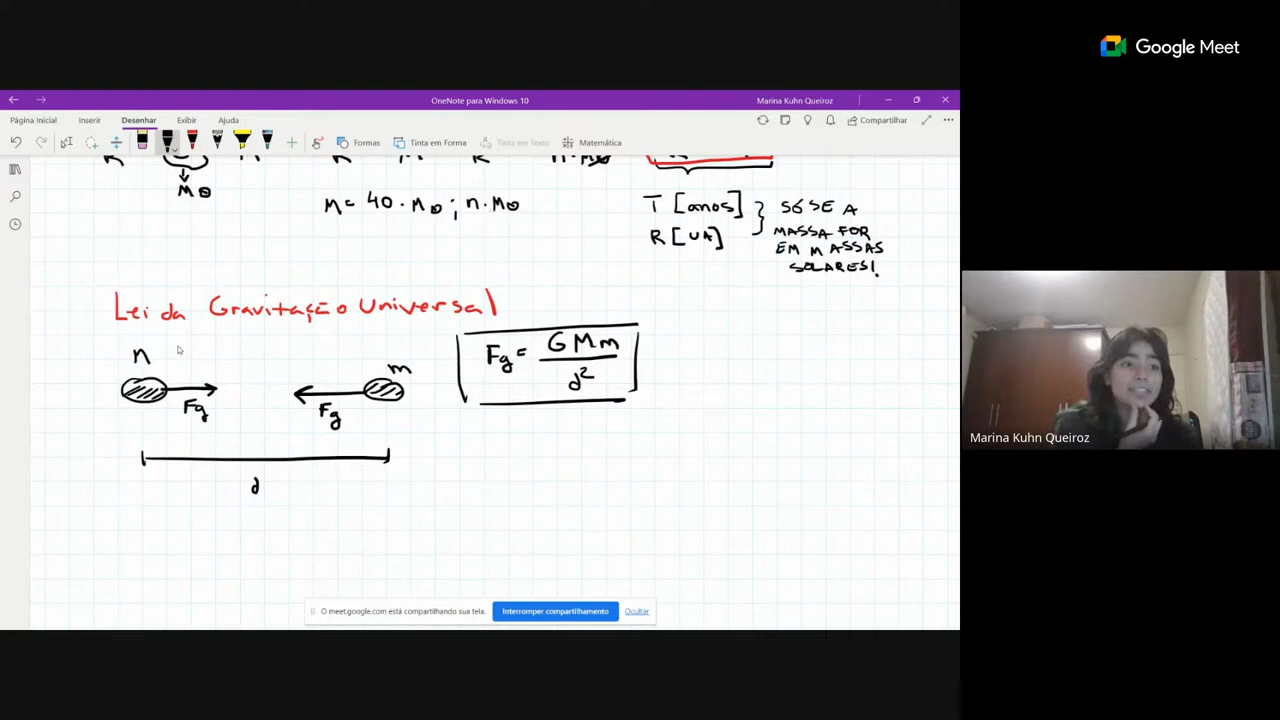 Google Meet
OneNote para Windows 10
Marina Kuhn Queiroz
Página Inicial Inserir Desenhar Exibir Ajuda
Compartilhar
Formas Tinta em Forma Tinta em Texto Matemática
M⊙
M = 40 · M⊙ ; n · M⊙
T [anos]
R [UA]
SÓ SE A
MASSA FOR
EM MASSAS
SOLARES!
Lei da Gravitação Universal
m
Fg = GMm
d²
Fg
Fg
d
Marina Kuhn Queiroz
O meet.google.com está compartilhando sua tela. Interromper compartilhamento Ocultar